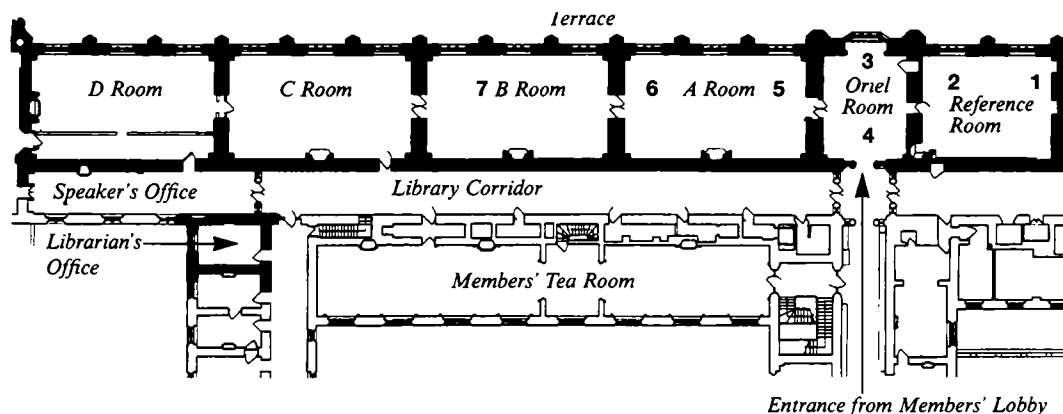 Terrace
D Room
C Room
7 B Room
6 A Room 5
3
Oriel
Room
4
2 1
Reference
Room
Speaker's Office
Library Corridor
Librarian's
Office
Members' Tea Room
Entrance from Members' Lobby